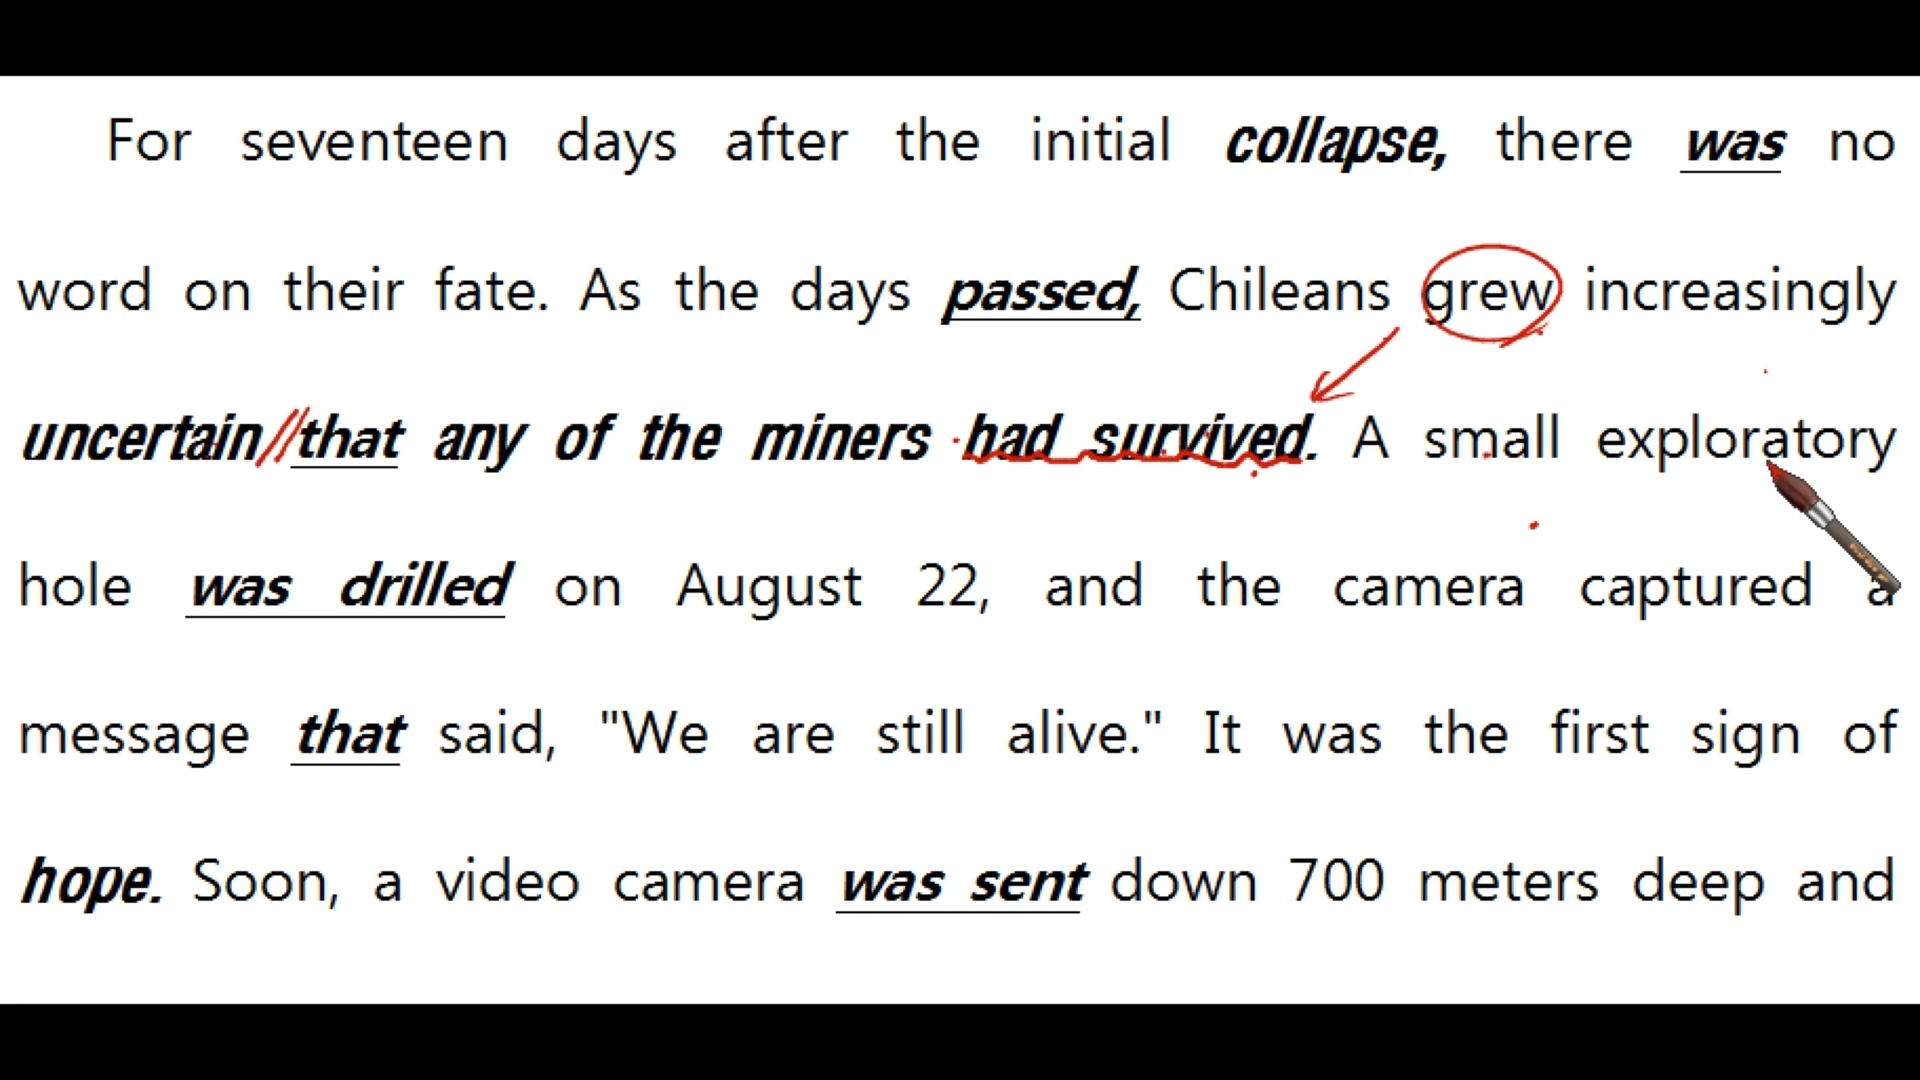 For seventeen days after the initial collapse, there was no
word on their fate. As the days passed, Chileans grew increasingly
uncertain//that any of the miners had survived. A small exploratory
hole was drilled on August 22, and the camera captured a
message that said, "We are still alive." It was the first sign of
hope. Soon, a video camera was sent down 700 meters deep and